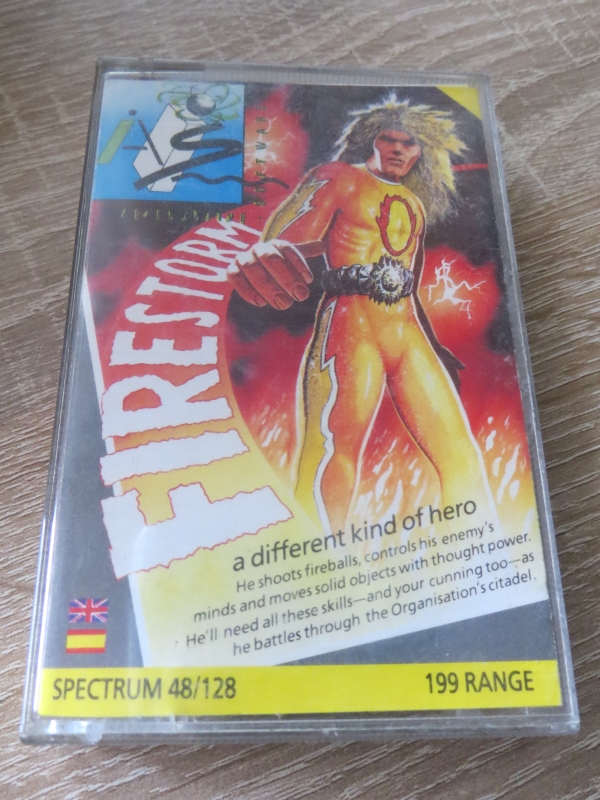 FIRESTORM
a different kind of hero
He shoots fireballs, controls his enemy's
minds and moves solid objects with thought power.
He'll need all these skills—and your cunning too—as
he battles through the Organisation's citadel.
SPECTRUM 48/128
199 RANGE